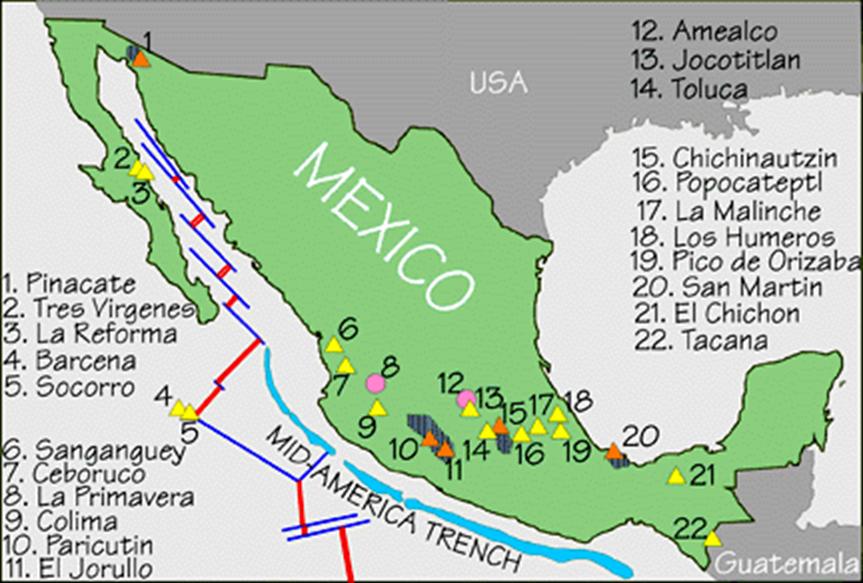 12. Amealco
13. Jocotitlan
14. Toluca
USA
1
15. Chichinautzin
16. Popocateptl
17. La Malinche
18. Los Humeros
19. Pico de Orizaba
20. San Martin
21. El Chichon
22. Tacana
MEXICO
2
3
1. Pinacate
2. Tres Virgenes
3. La Reforma
4. Barcena
5. Socorro
6
7
8
9
10
11
12
13
14
15
16
17
18
19
20
21
22
4
5
MID-AMERICA TRENCH
6. Sanganguey
7. Ceboruco
8. La Primavera
9. Colima
10. Paricutin
11. El Jorullo
Guatemala